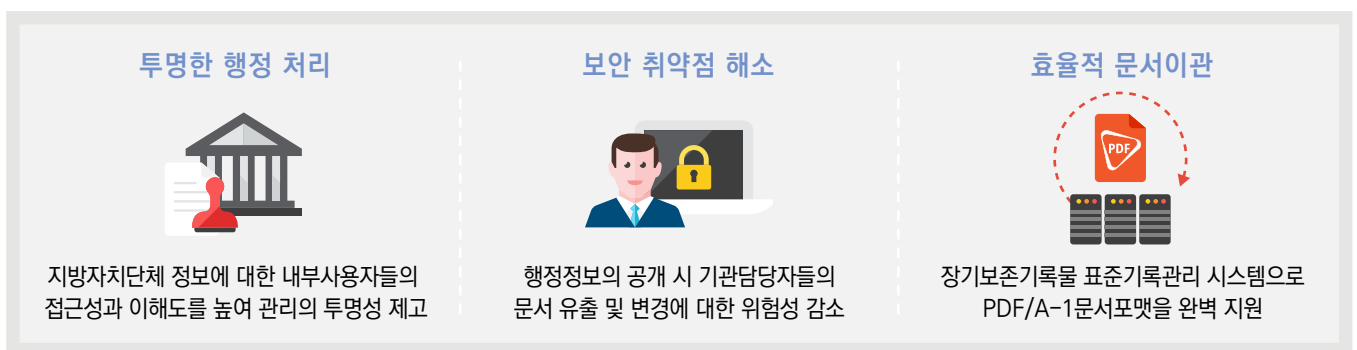 투명한 행정 처리
지방자치단체 정보에 대한 내부사용자들의
접근성과 이해도를 높여 관리의 투명성 제고
보안 취약점 해소
행정정보의 공개 시 기관담당자들의
문서 유출 및 변경에 대한 위험성 감소
효율적 문서이관
PDF
장기보존기록물 표준기록관리 시스템으로
PDF/A-1문서포맷을 완벽 지원